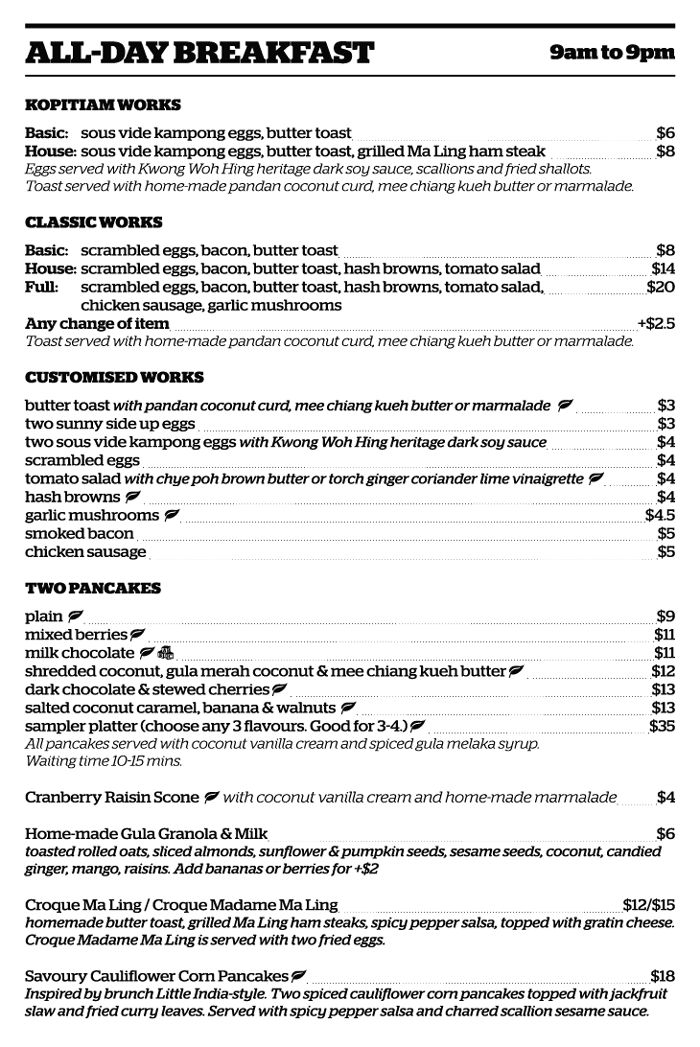 ALL-DAY BREAKFAST 9am to 9pm
KOPITIAM WORKS
Basic: sous vide kampong eggs, butter toast $6
House: sous vide kampong eggs, butter toast, grilled Ma Ling ham steak $8
Eggs served with Kwong Woh Hing heritage dark soy sauce, scallions and fried shallots.
Toast served with home-made pandan coconut curd, mee chiang kueh butter or marmalade.
CLASSIC WORKS
Basic: scrambled eggs, bacon, butter toast $8
House: scrambled eggs, bacon, butter toast, hash browns, tomato salad $14
Full: scrambled eggs, bacon, butter toast, hash browns, tomato salad, $20
chicken sausage, garlic mushrooms
Any change of item +$2.5
Toast served with home-made pandan coconut curd, mee chiang kueh butter or marmalade.
CUSTOMISED WORKS
butter toast with pandan coconut curd, mee chiang kueh butter or marmalade $3
two sunny side up eggs $3
two sous vide kampong eggs with Kwong Woh Hing heritage dark soy sauce $4
scrambled eggs $4
tomato salad with chye poh brown butter or torch ginger coriander lime vinaigrette $4
hash browns $4
garlic mushrooms $4.5
smoked bacon $5
chicken sausage $5
TWO PANCAKES
plain $9
mixed berries $11
milk chocolate $11
shredded coconut, gula merah coconut & mee chiang kueh butter $12
dark chocolate & stewed cherries $13
salted coconut caramel, banana & walnuts $13
sampler platter (choose any 3 flavours. Good for 3-4.) $35
All pancakes served with coconut vanilla cream and spiced gula melaka syrup.
Waiting time 10-15 mins.
Cranberry Raisin Scone with coconut vanilla cream and home-made marmalade $4
Home-made Gula Granola & Milk $6
toasted rolled oats, sliced almonds, sunflower & pumpkin seeds, sesame seeds, coconut, candied
ginger, mango, raisins. Add bananas or berries for +$2
Croque Ma Ling / Croque Madame Ma Ling $12/$15
homemade butter toast, grilled Ma Ling ham steaks, spicy pepper salsa, topped with gratin cheese.
Croque Madame Ma Ling is served with two fried eggs.
Savoury Cauliflower Corn Pancakes $18
Inspired by brunch Little India-style. Two spiced cauliflower corn pancakes topped with jackfruit
slaw and fried curry leaves. Served with spicy pepper salsa and charred scallion sesame sauce.